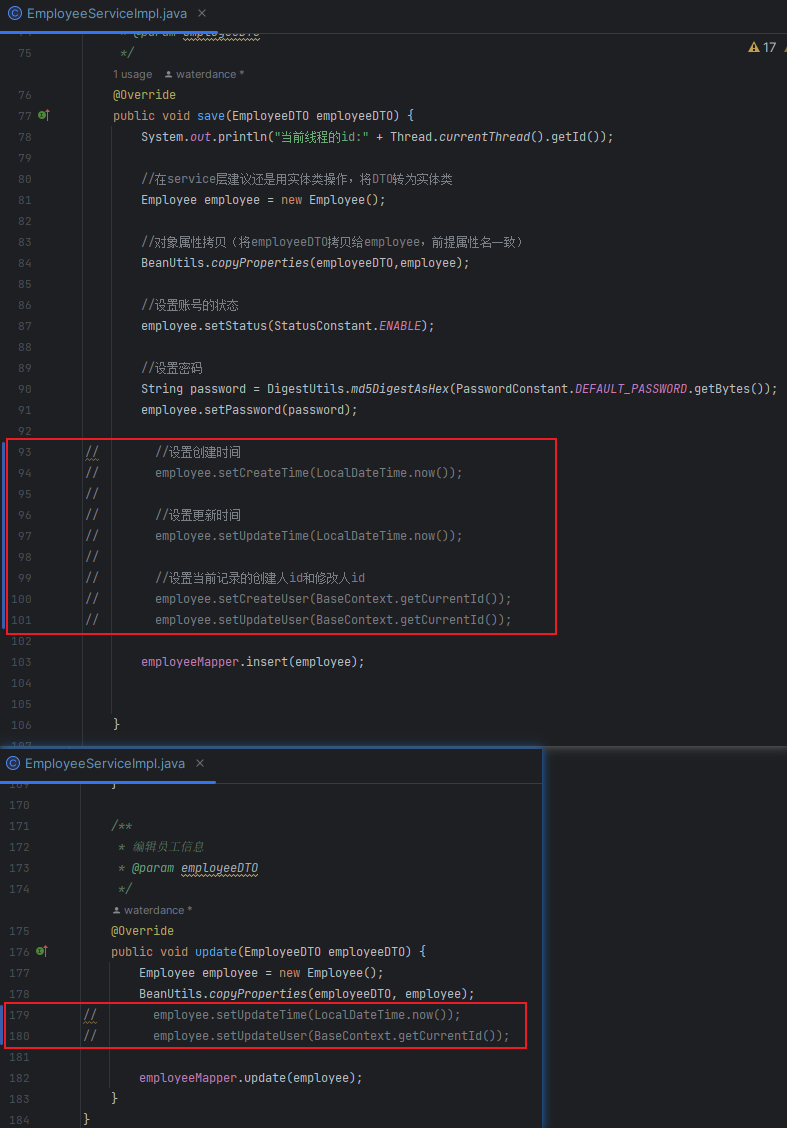 EmployeeServiceImpl.java ×
75 */
17
1 usage waterdance *
76 @Override
77 public void save(EmployeeDTO employeeDTO) {
78 System.out.println("当前线程的id:" + Thread.currentThread().getId());
79
80 //在service层建议还是用实体类操作，将DTO转为实体类
81 Employee employee = new Employee();
82
83 //对象属性拷贝（将employeeDTO拷贝给employee，前提属性名一致）
84 BeanUtils.copyProperties(employeeDTO,employee);
85
86 //设置账号的状态
87 employee.setStatus(StatusConstant.ENABLE);
88
89 //设置密码
90 String password = DigestUtils.md5DigestAsHex(PasswordConstant.DEFAULT_PASSWORD.getBytes());
91 employee.setPassword(password);
92
93 // //设置创建时间
94 // employee.setCreateTime(LocalDateTime.now());
95 //
96 // //设置更新时间
97 // employee.setUpdateTime(LocalDateTime.now());
98 //
99 // //设置当前记录的创建人id和修改人id
100 // employee.setCreateUser(BaseContext.getCurrentId());
101 // employee.setUpdateUser(BaseContext.getCurrentId());
102
103 employeeMapper.insert(employee);
104
105
106 }
EmployeeServiceImpl.java ×
169 }
170
171 /**
172 * 编辑员工信息
173 * @param employeeDTO
174 */
waterdance *
175 @Override
176 public void update(EmployeeDTO employeeDTO) {
177 Employee employee = new Employee();
178 BeanUtils.copyProperties(employeeDTO, employee);
179 // employee.setUpdateTime(LocalDateTime.now());
180 // employee.setUpdateUser(BaseContext.getCurrentId());
181
182 employeeMapper.update(employee);
183 }
184 }